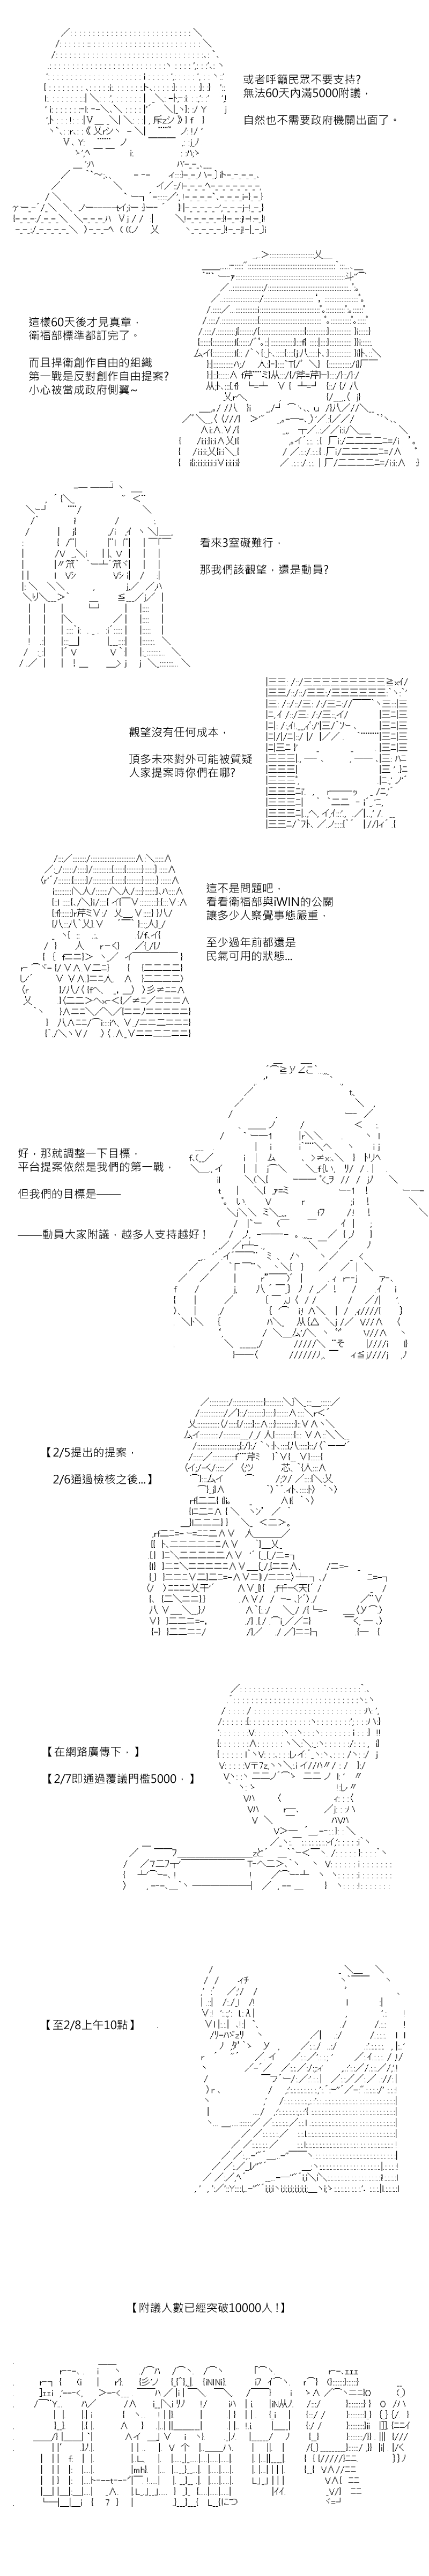 或者呼籲民眾不要支持?
無法60天內滿5000附議，
自然也不需要政府機關出面了。
這樣60天後才見真章，
衛福部標準都訂完了。
而且捍衛創作自由的組織
第一戰是反對創作自由提案?
小心被當成政府側翼~
看來3窒礙難行，
那我們該觀望，還是動員?
觀望沒有任何成本，
頂多未來對外可能被質疑
人家提案時你們在哪?
這不是問題吧，
看看衛福部與iWIN的公關
讓多少人察覺事態嚴重，
至少過年前都還是
民氣可用的狀態...
好，那就調整一下目標，
平台提案依然是我們的第一戰，
但我們的目標是——
——動員大家附議，越多人支持越好！
【2/5提出的提案，
2/6通過檢核之後...】
【在網路廣傳下，】
【2/7即通過覆議門檻5000，】
【至2/8上午10點】
【附議人數已經突破10000人！】